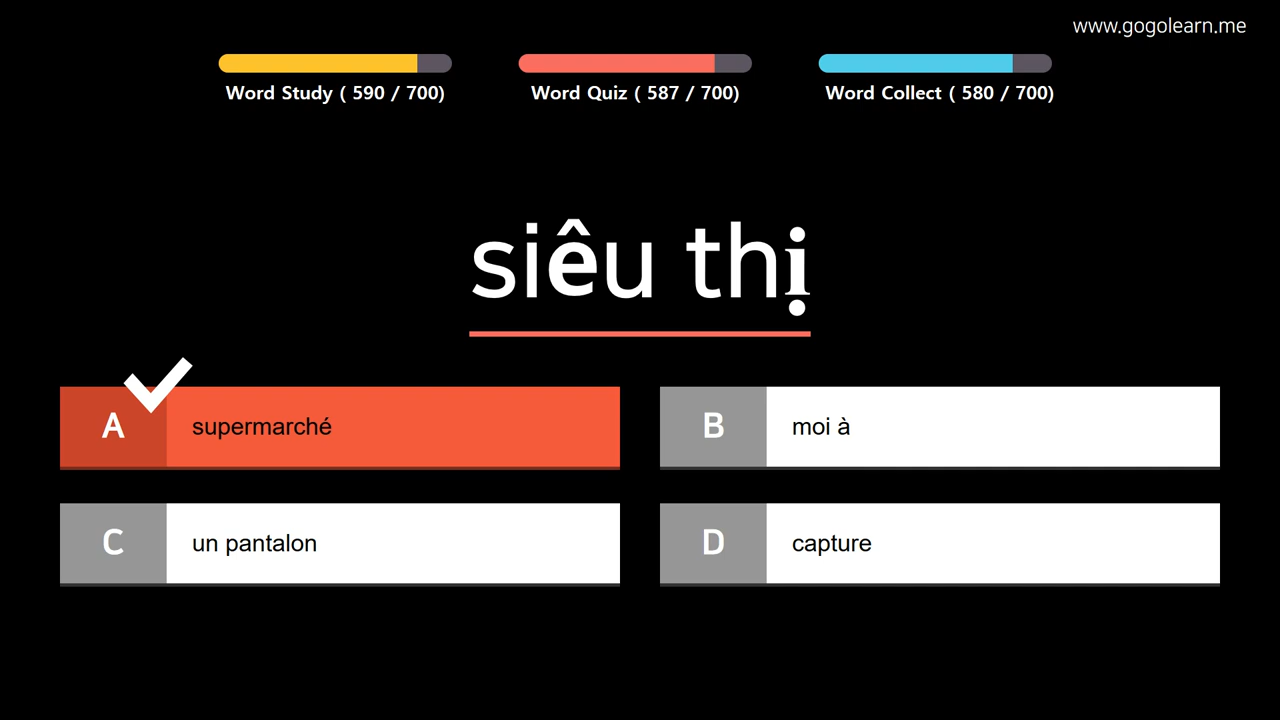 www.gogolearn.me
Word Study ( 590 / 700)
Word Quiz ( 587 / 700)
Word Collect ( 580 / 700)
siêu thị
A supermarché
B moi à
C un pantalon
D capture